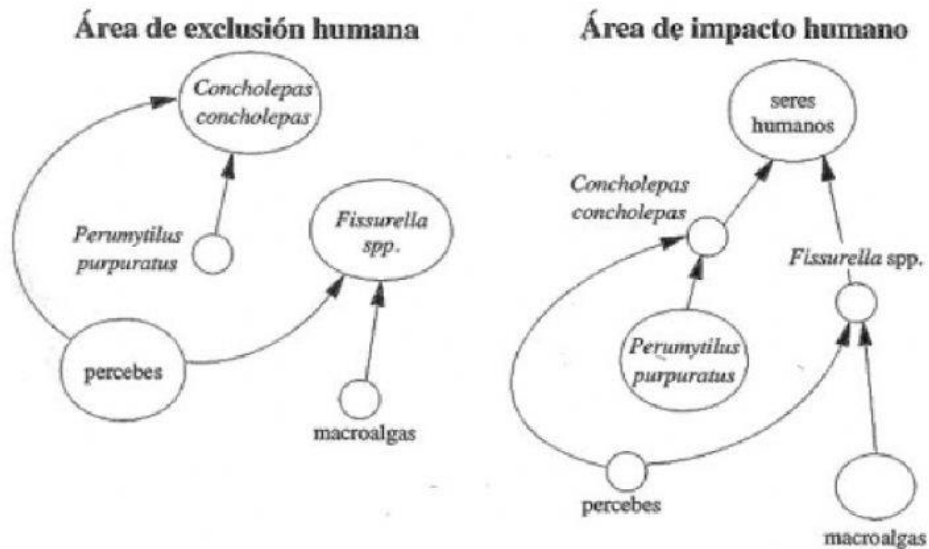 Área de exclusión humana
Concholepas
concholepas
Perumytilus
purpuratus
Fissurella
spp.
percebes
macroalgas
Área de impacto humano
seres
humanos
Concholepas
concholepas
Fissurella spp.
Perumytilus
purpuratus
percebes
macroalgas